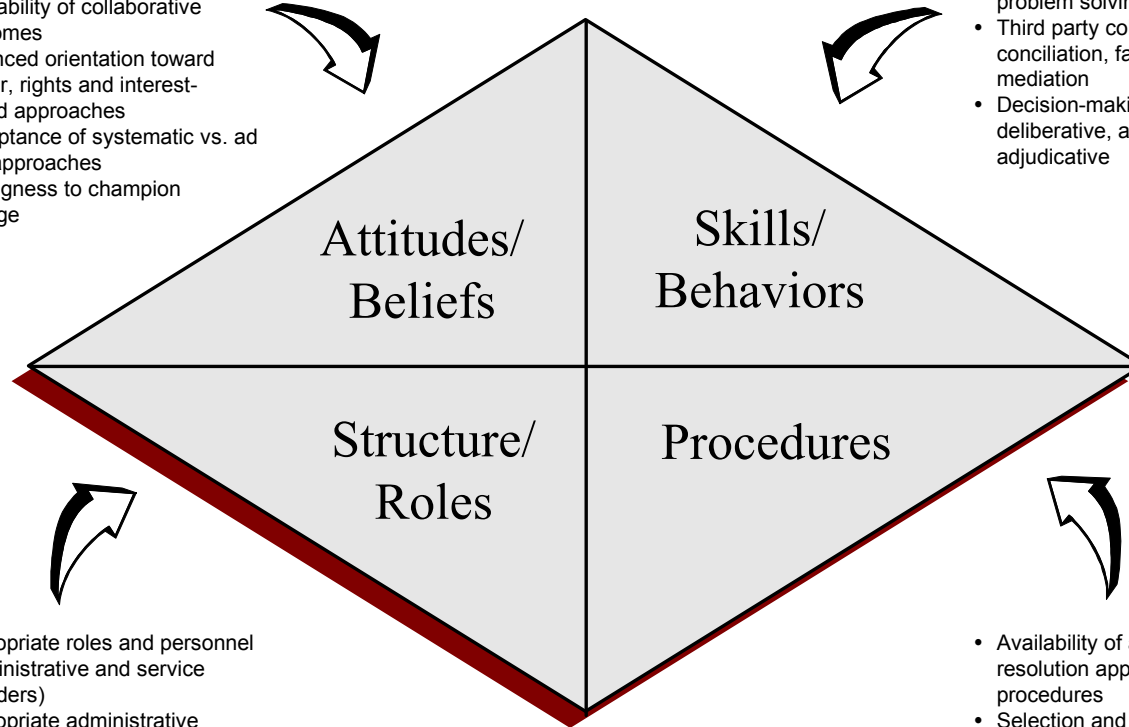 ability of collaborative
omes
nced orientation toward
r, rights and interest-
d approaches
ptance of systematic vs. ad
approaches
gness to champion
ge
problem solvin
• Third party co
conciliation, fa
mediation
• Decision-maki
deliberative, a
adjudicative
Attitudes/
Beliefs
Skills/
Behaviors
Structure/
Roles
Procedures
opriate roles and personnel
inistrative and service
ders)
opriate administrative
• Availability of
resolution app
procedures
• Selection and